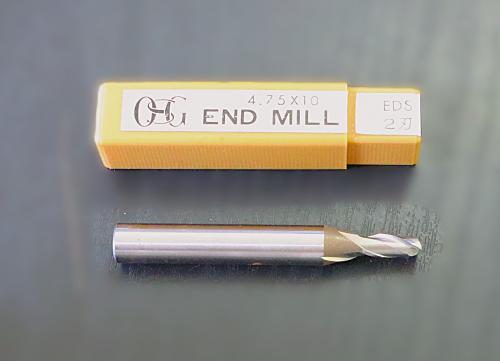 4.75X10
OSG END MILL
EDS
2刃